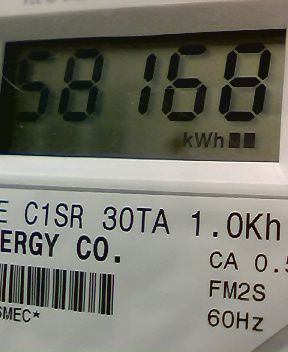 58168
kWh
E C1SR 30TA 1.0Kh
ERGY CO.
CA 0.5
FM2S
SMEC*
60Hz